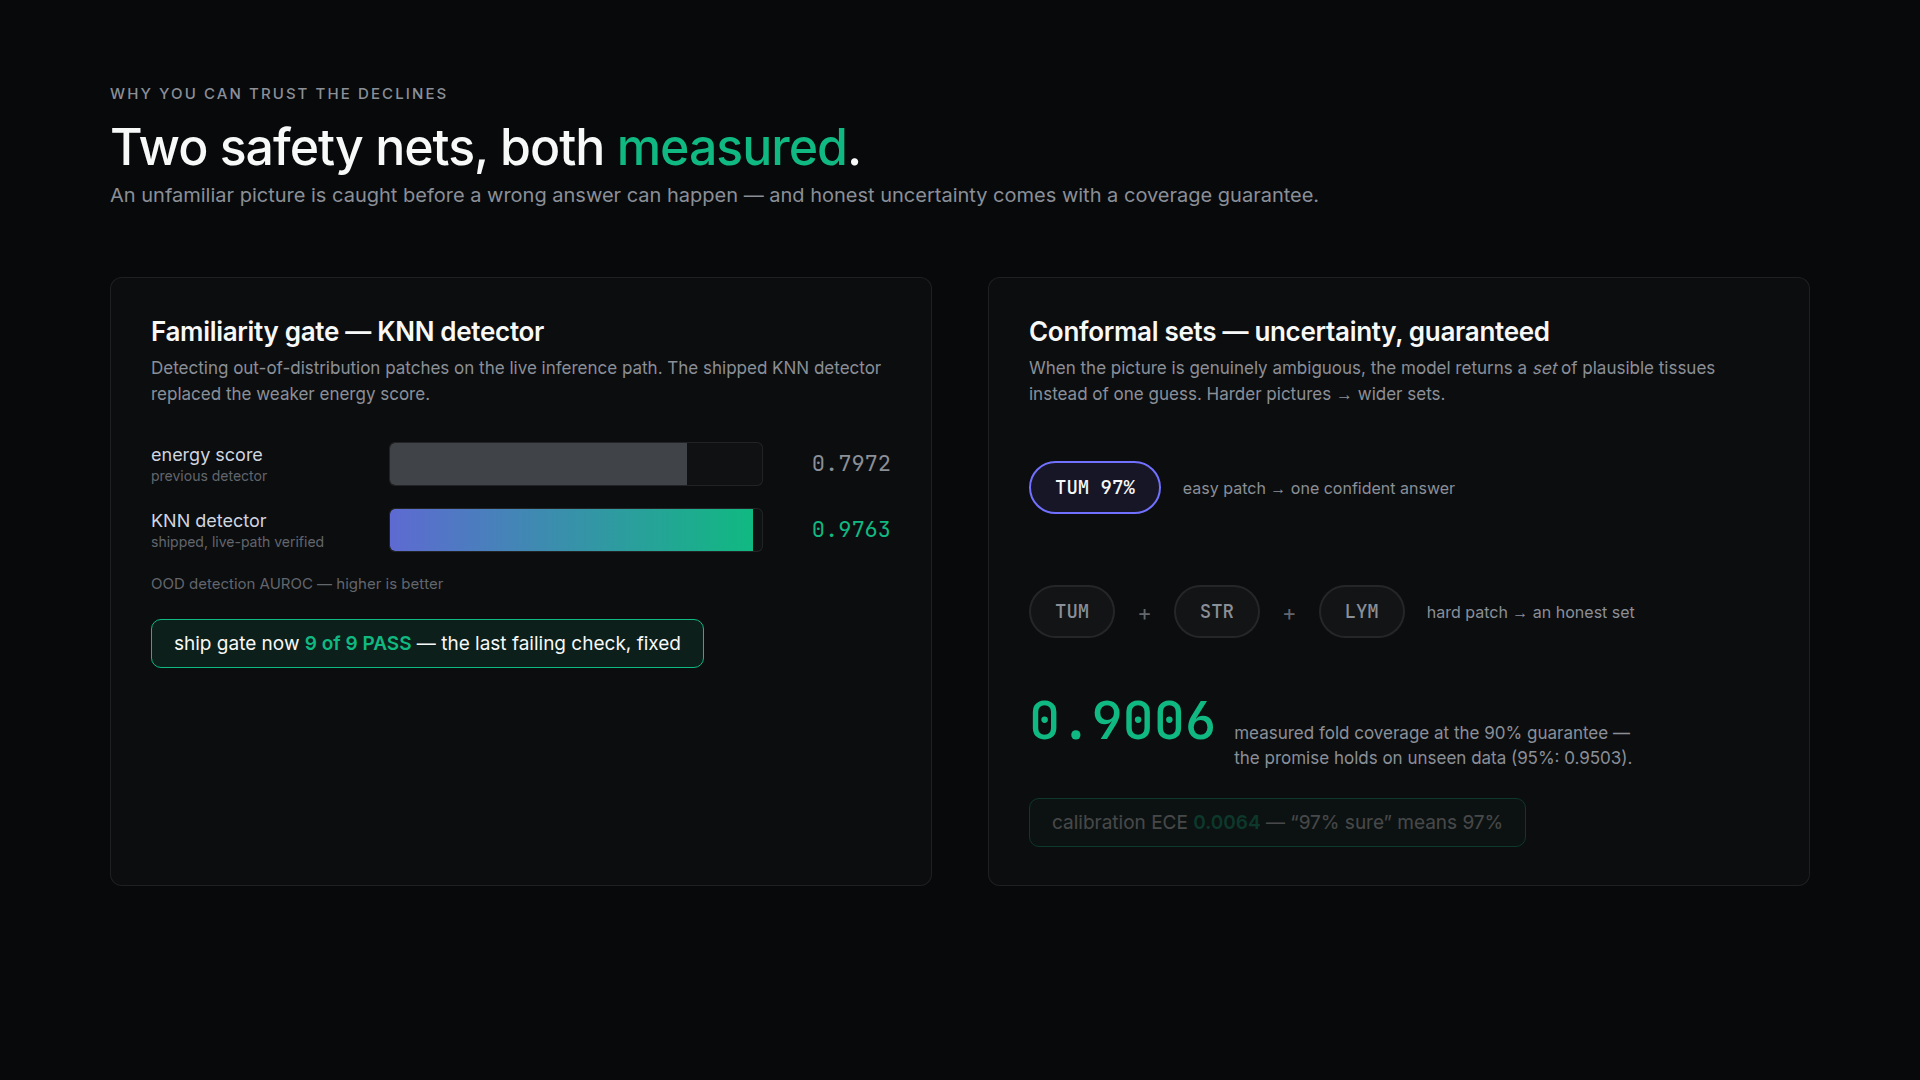 WHY YOU CAN TRUST THE DECLINES
Two safety nets, both measured.
An unfamiliar picture is caught before a wrong answer can happen — and honest uncertainty comes with a coverage guarantee.
Familiarity gate — KNN detector
Detecting out-of-distribution patches on the live inference path. The shipped KNN detector
replaced the weaker energy score.
energy score
previous detector
0.7972
KNN detector
shipped, live-path verified
0.9763
OOD detection AUROC — higher is better
ship gate now 9 of 9 PASS — the last failing check, fixed
Conformal sets — uncertainty, guaranteed
When the picture is genuinely ambiguous, the model returns a set of plausible tissues
instead of one guess. Harder pictures → wider sets.
TUM 97% easy patch → one confident answer
TUM + STR + LYM hard patch → an honest set
0.9006 measured fold coverage at the 90% guarantee —
the promise holds on unseen data (95%: 0.9503).
calibration ECE 0.0064 — “97% sure” means 97%